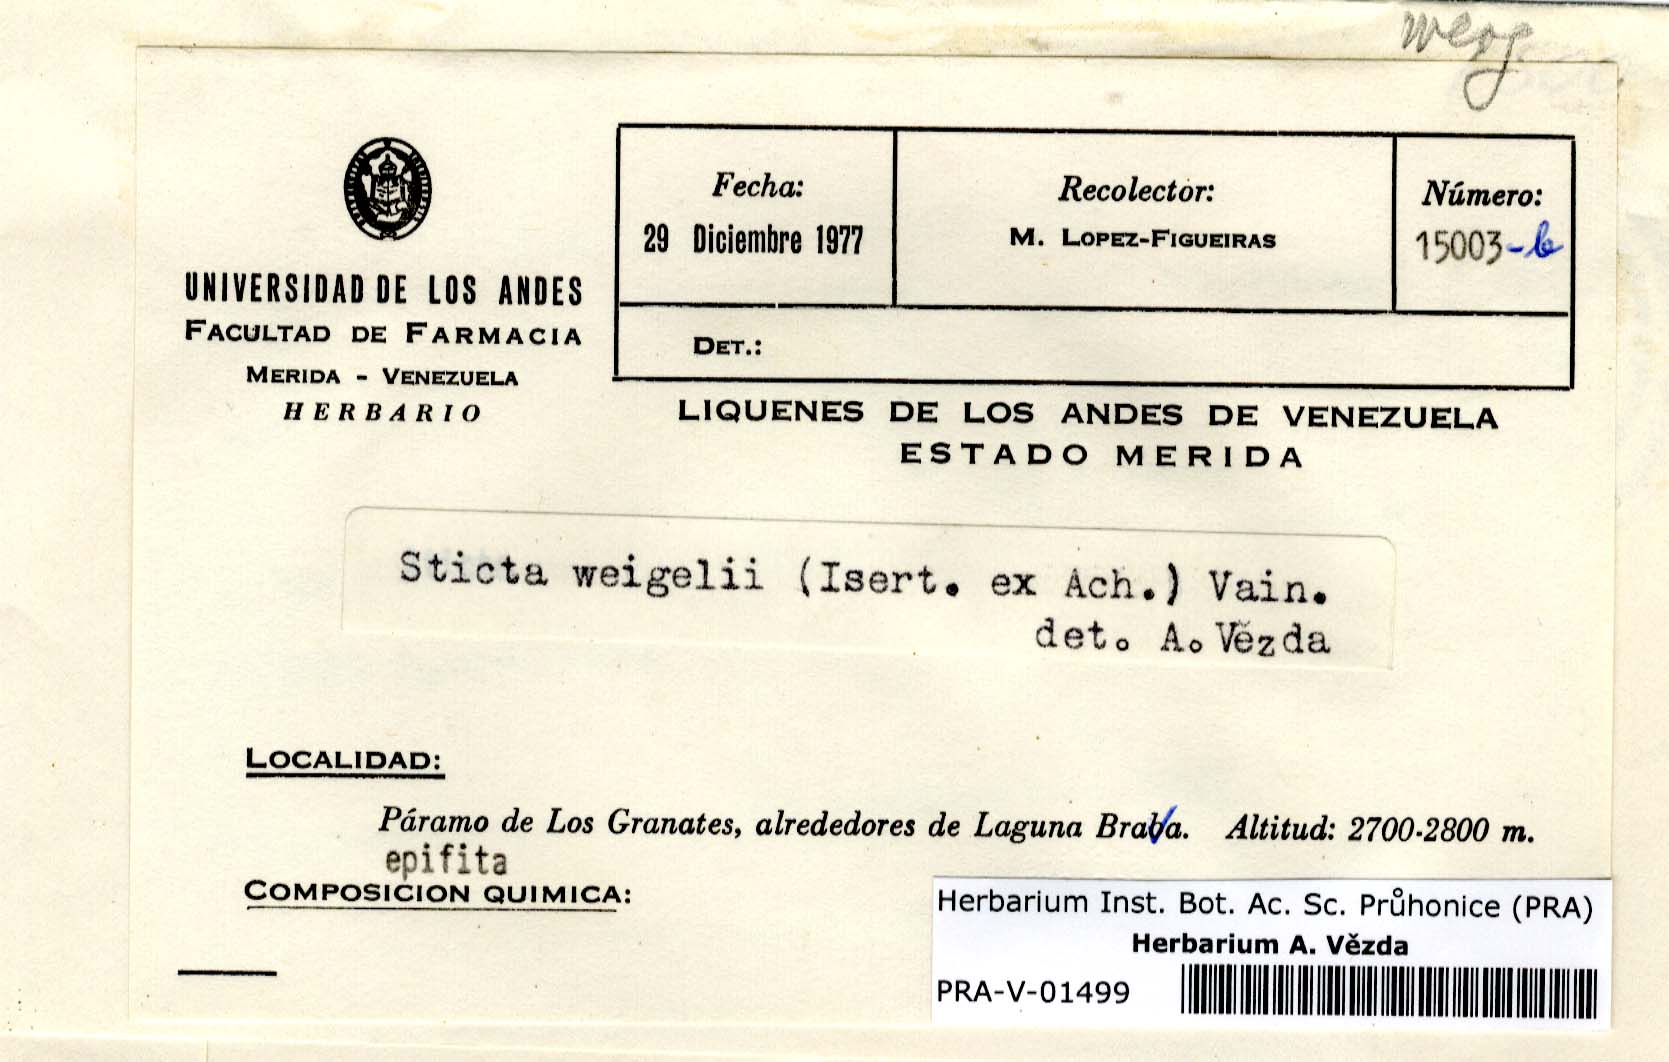 UNIVERSIDAD DE LOS ANDES
FACULTAD DE FARMACIA
MERIDA - VENEZUELA
HERBARIO
Fecha:
29 Diciembre 1977
Recolector:
M. LOPEZ-FIGUEIRAS
Número:
15003-b
DET.:
LIQUENES DE LOS ANDES DE VENEZUELA
ESTADO MERIDA
Sticta weigelii (Isert. ex Ach.) Vain.
det. A. Vězda
LOCALIDAD:
Páramo de Los Granates, alrededores de Laguna Brava. Altitud: 2700-2800 m.
epifita
COMPOSICION QUIMICA:
Herbarium Inst. Bot. Ac. Sc. Průhonice (PRA)
Herbarium A. Vězda
PRA-V-01499